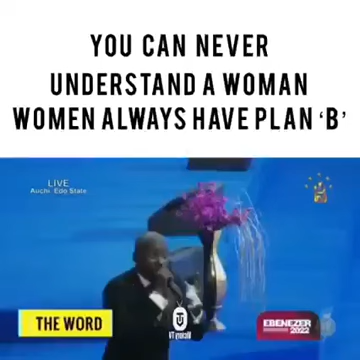 YOU CAN NEVER
UNDERSTAND A WOMAN
WOMEN ALWAYS HAVE PLAN ‘B’
LIVE
Auchi Edo State
THE WORD
EBENEZER
2022